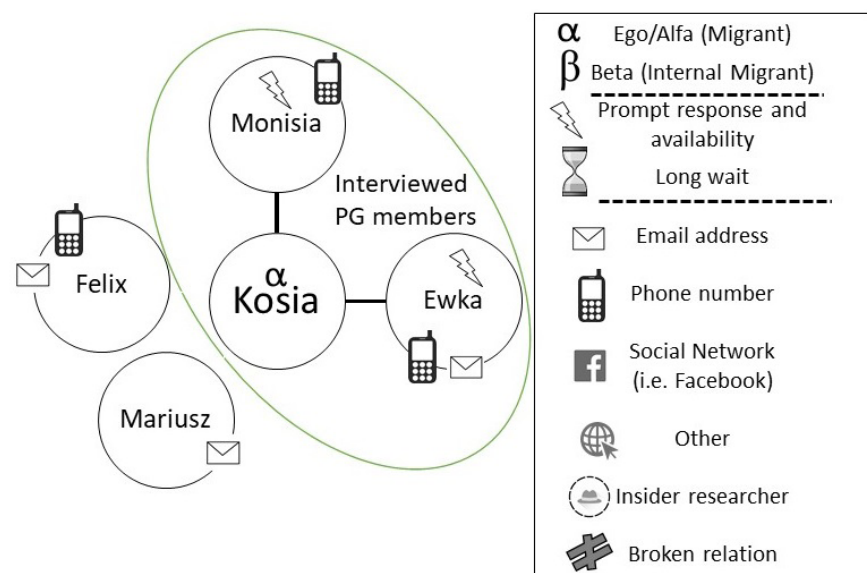 Monisia
Interviewed
PG members
Felix
α
Kosia
Ewka
Mariusz
α Ego/Alfa (Migrant)
β Beta (Internal Migrant)
Prompt response and
availability
Long wait
Email address
Phone number
Social Network
(i.e. Facebook)
Other
Insider researcher
Broken relation